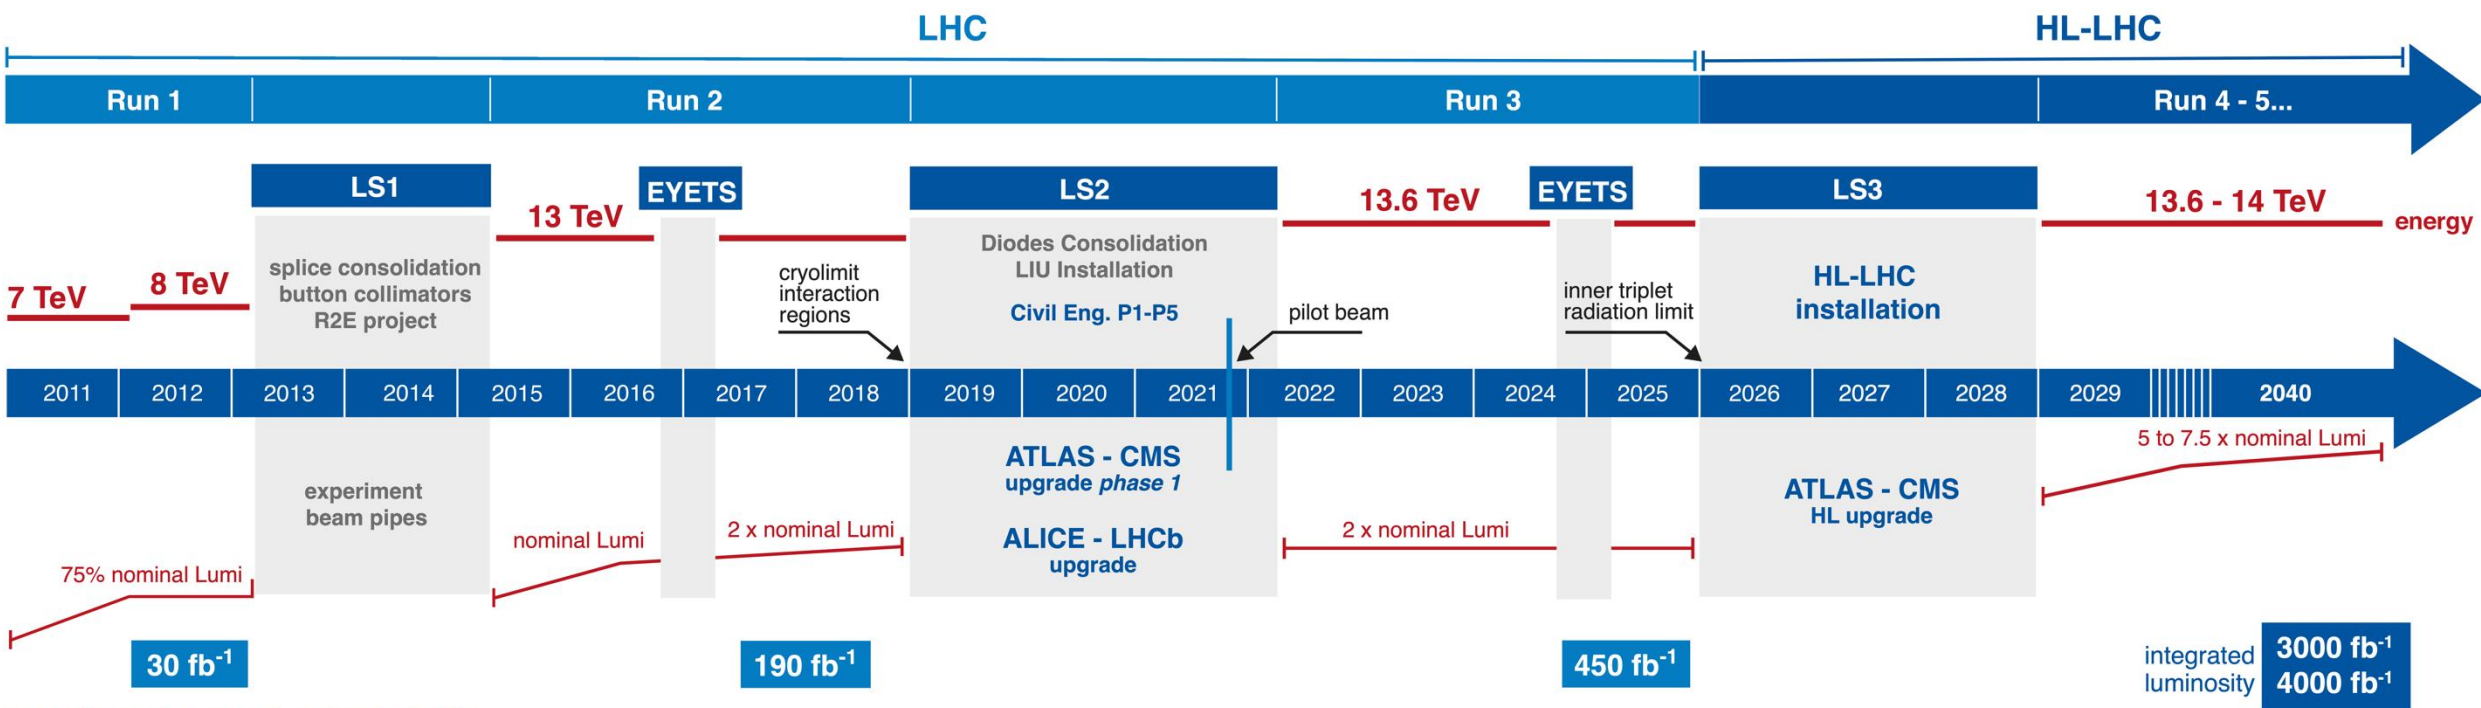 LHC
HL-LHC
Run 1
Run 2
Run 3
Run 4 - 5...
LS1
EYETS
LS2
EYETS
LS3
13 TeV
13.6 TeV
13.6 - 14 TeV
energy
7 TeV
8 TeV
splice consolidation
button collimators
R2E project
cryolimit
interaction
regions
Diodes Consolidation
LIU Installation
Civil Eng. P1-P5
pilot beam
inner triplet
radiation limit
HL-LHC
installation
2011
2012
2013
2014
2015
2016
2017
2018
2019
2020
2021
2022
2023
2024
2025
2026
2027
2028
2029
2040
experiment
beam pipes
ATLAS - CMS
upgrade phase 1
ALICE - LHCb
upgrade
ATLAS - CMS
HL upgrade
75% nominal Lumi
nominal Lumi
2 x nominal Lumi
2 x nominal Lumi
5 to 7.5 x nominal Lumi
30 fb⁻¹
190 fb⁻¹
450 fb⁻¹
integrated
luminosity
3000 fb⁻¹
4000 fb⁻¹